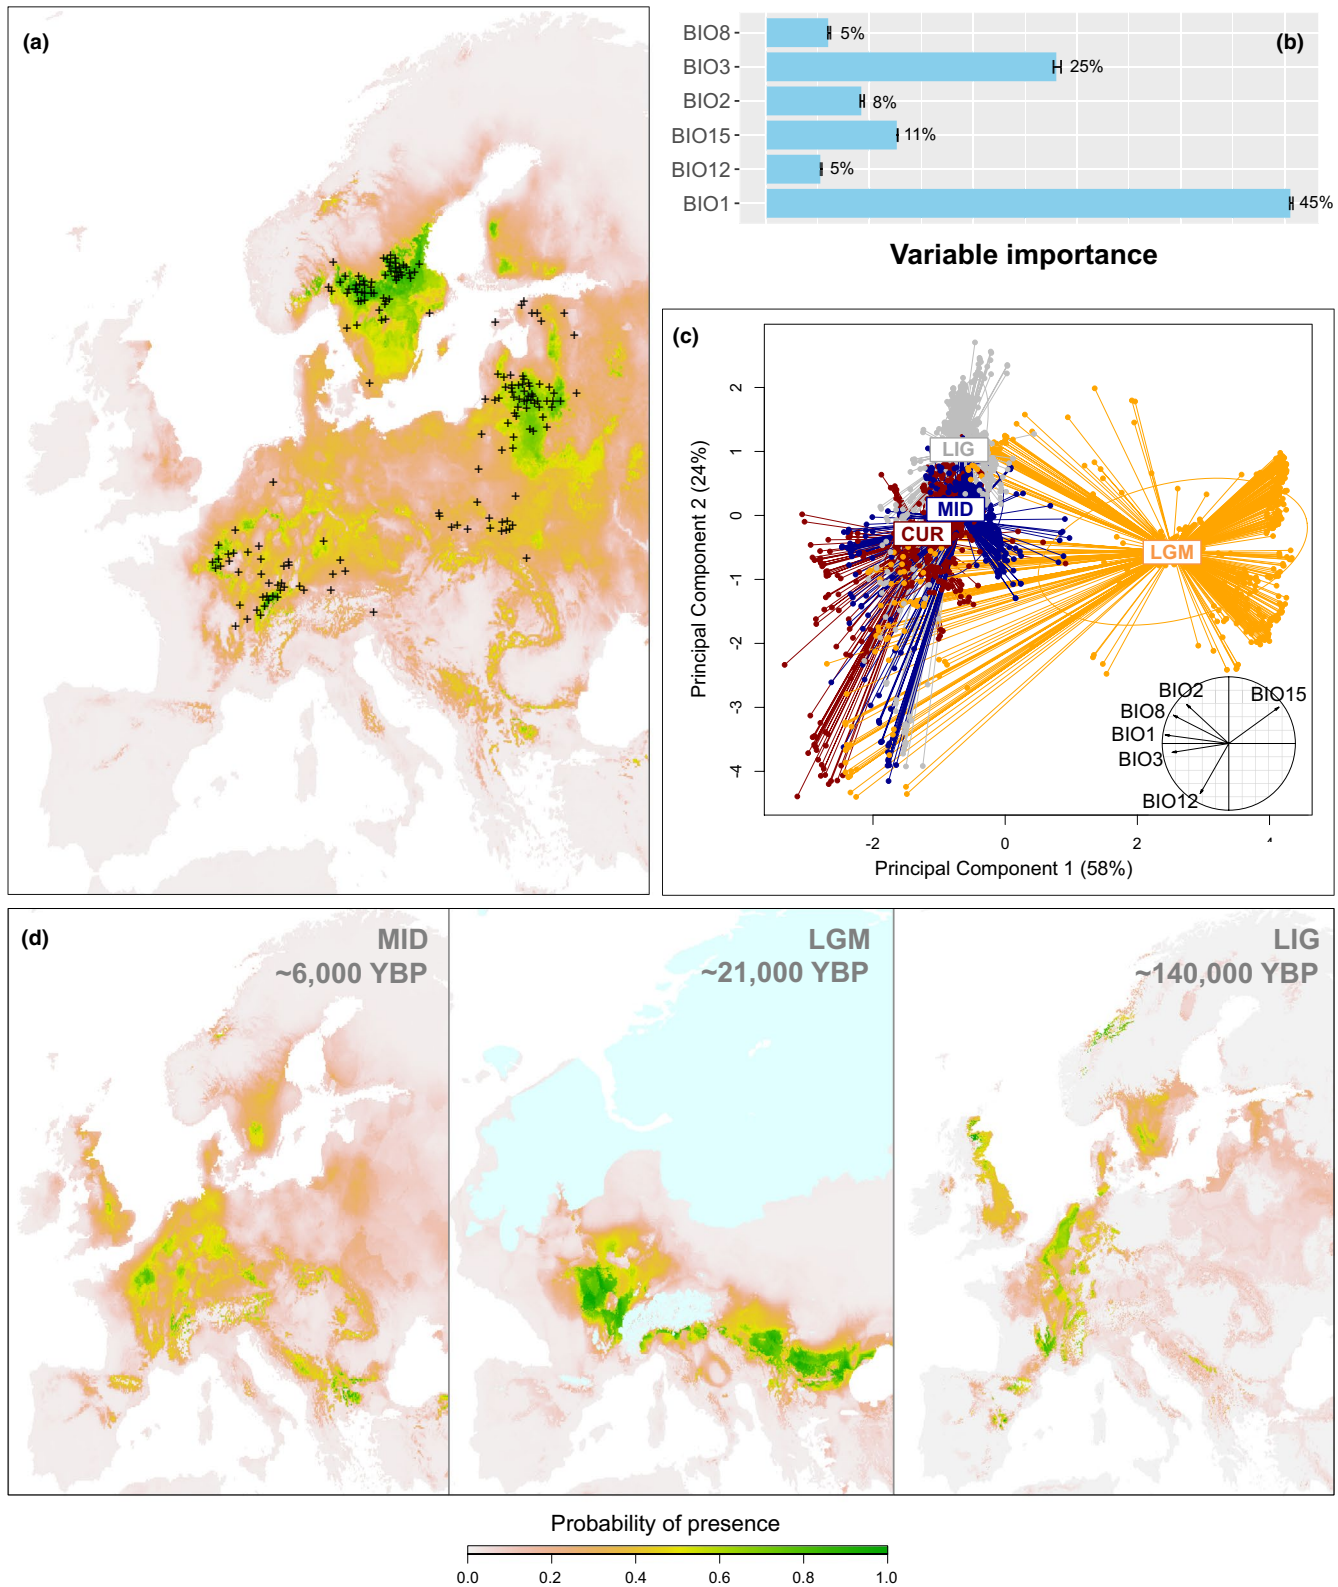 (a)
(b)
BIO8
5%
BIO3
25%
BIO2
8%
BIO15
11%
BIO12
5%
BIO1
45%
Variable importance
(c)
Principal Component 2 (24%)
2
1
0
-1
-2
-3
-4
LIG
MID
CUR
LGM
BIO2
BIO15
BIO8
BIO1
BIO3
BIO12
-2
0
2
4
Principal Component 1 (58%)
(d)
MID
~6,000 YBP
LGM
~21,000 YBP
LIG
~140,000 YBP
Probability of presence
0.0
0.2
0.4
0.6
0.8
1.0